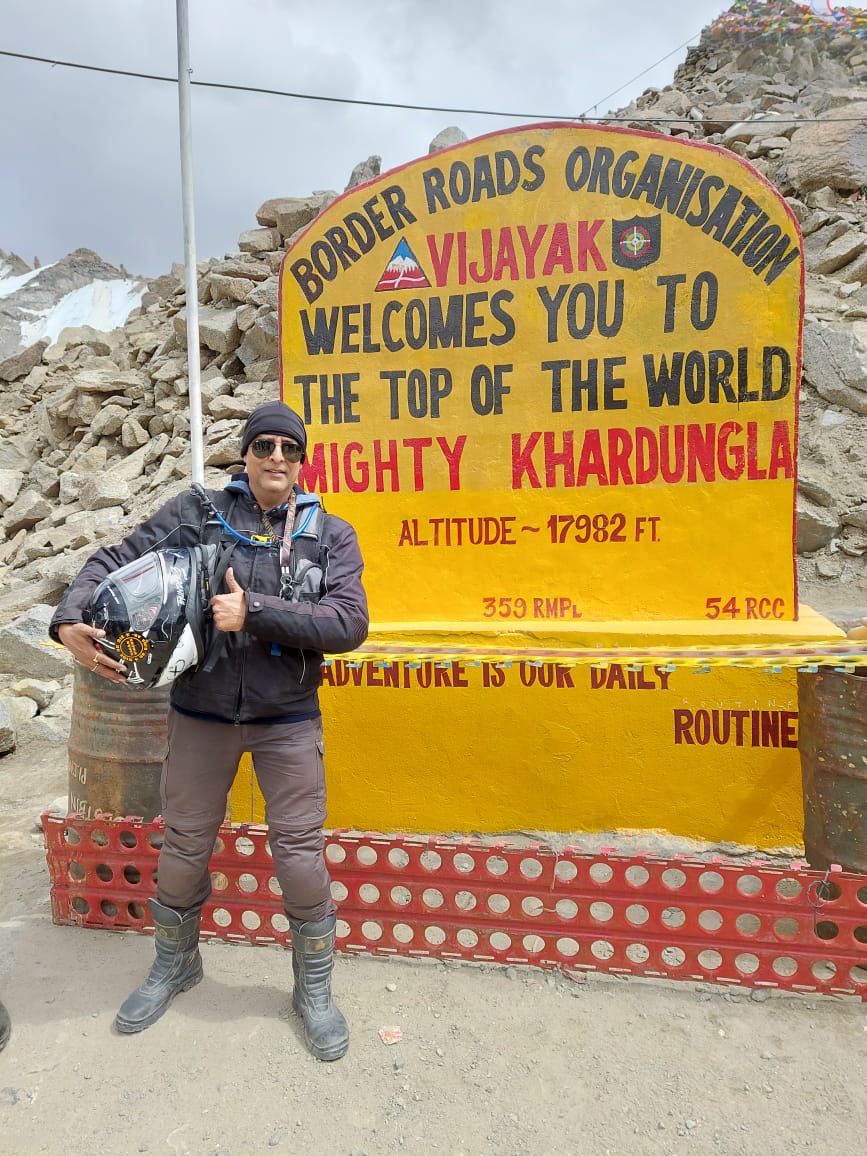 BORDER ROADS ORGANISATION
VIJAYAK
WELCOMES YOU TO
THE TOP OF THE WORLD
MIGHTY KHARDUNGLA
ALTITUDE ~ 17982 FT.
359 RMPL 54 RCC
ADVENTURE IS OUR DAILY
ROUTINE
ROUTINE